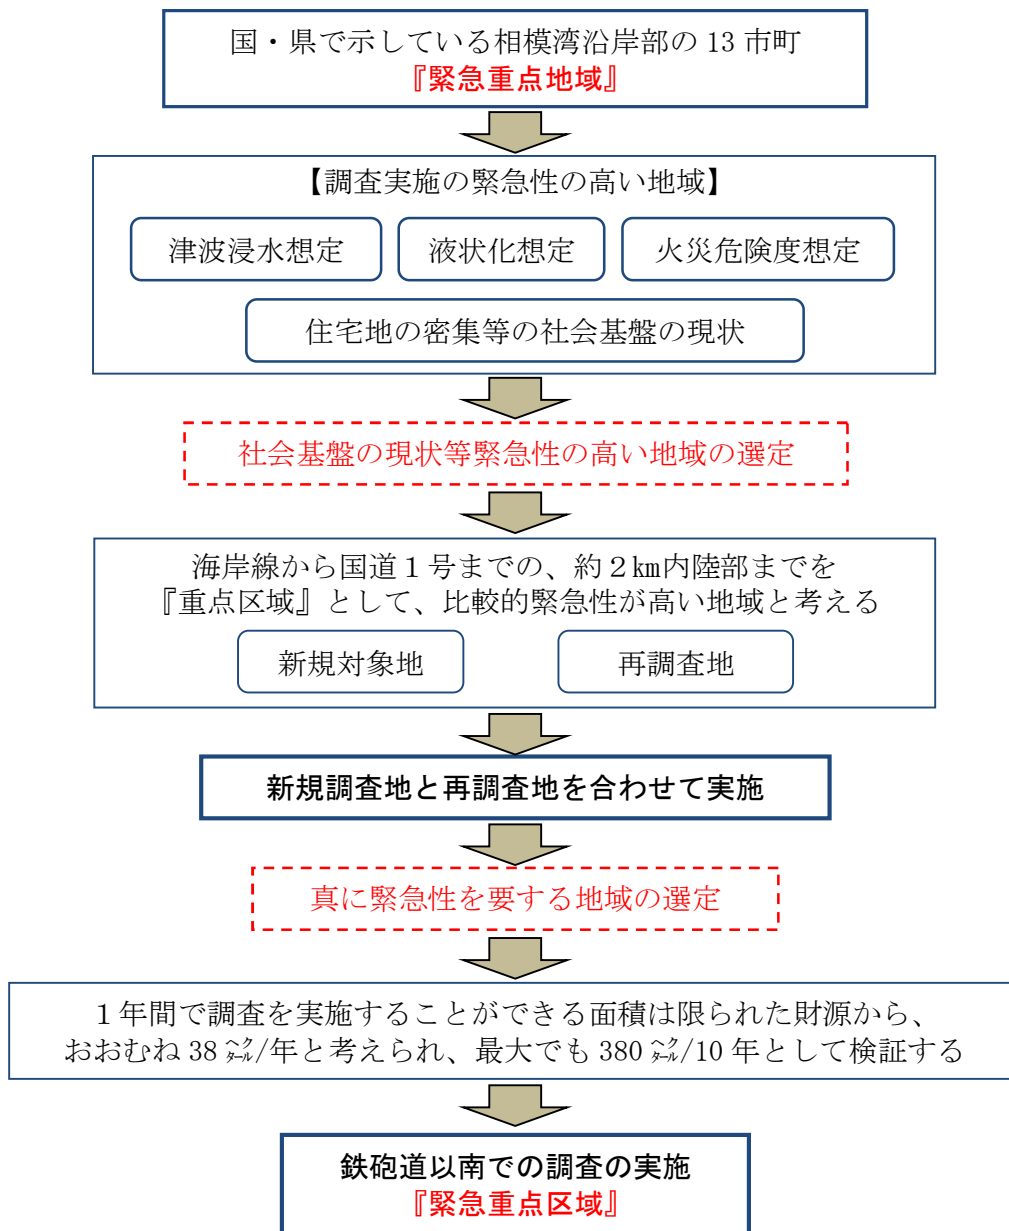 国・県で示している相模湾沿岸部の 13 市町
『緊急重点地域』
【調査実施の緊急性の高い地域】
津波浸水想定
液状化想定
火災危険度想定
住宅地の密集等の社会基盤の現状
社会基盤の現状等緊急性の高い地域の選定
海岸線から国道１号までの、約２㎞内陸部までを
『重点区域』として、比較的緊急性が高い地域と考える
新規対象地
再調査地
新規調査地と再調査地を合わせて実施
真に緊急性を要する地域の選定
１年間で調査を実施することができる面積は限られた財源から、
おおむね 38 ㌶/年と考えられ、最大でも 380 ㌶/10 年として検証する
鉄砲道以南での調査の実施
『緊急重点区域』